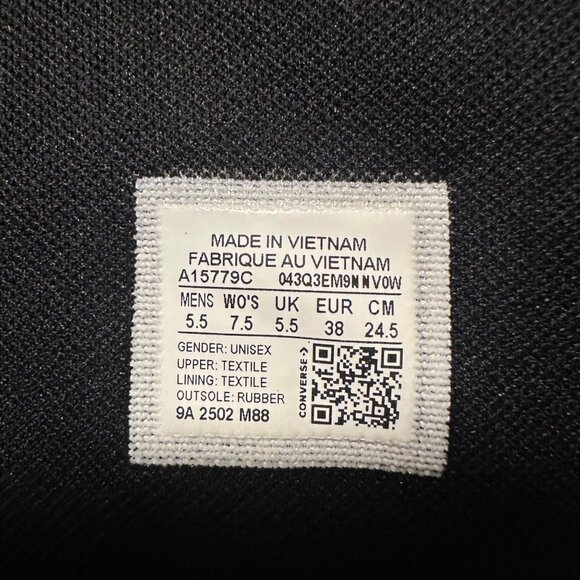 MADE IN VIETNAM
FABRIQUE AU VIETNAM
A15779C 043Q3EM9NNV0W
MENS WO'S UK EUR CM
5.5 7.5 5.5 38 24.5
GENDER: UNISEX
UPPER: TEXTILE
LINING: TEXTILE
OUTSOLE: RUBBER
9A 2502 M88
CONVERSE